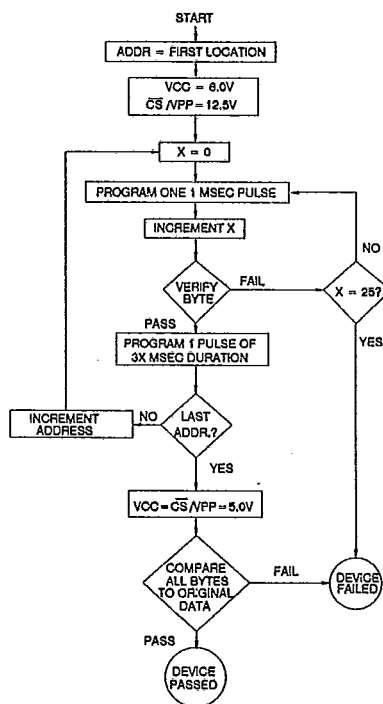 START
ADDR = FIRST LOCATION
VCC = 6.0V
C̅S̅/VPP = 12.5V
X = 0
PROGRAM ONE 1 MSEC PULSE
INCREMENT X
NO
VERIFY
BYTE
FAIL
X = 25?
PASS
YES
PROGRAM 1 PULSE OF
3X MSEC DURATION
INCREMENT
ADDRESS
NO
LAST
ADDR.?
YES
VCC = C̅S̅/VPP = 5.0V
COMPARE
ALL BYTES
TO ORIGINAL
DATA
FAIL
DEVICE
FAILED
PASS
DEVICE
PASSED